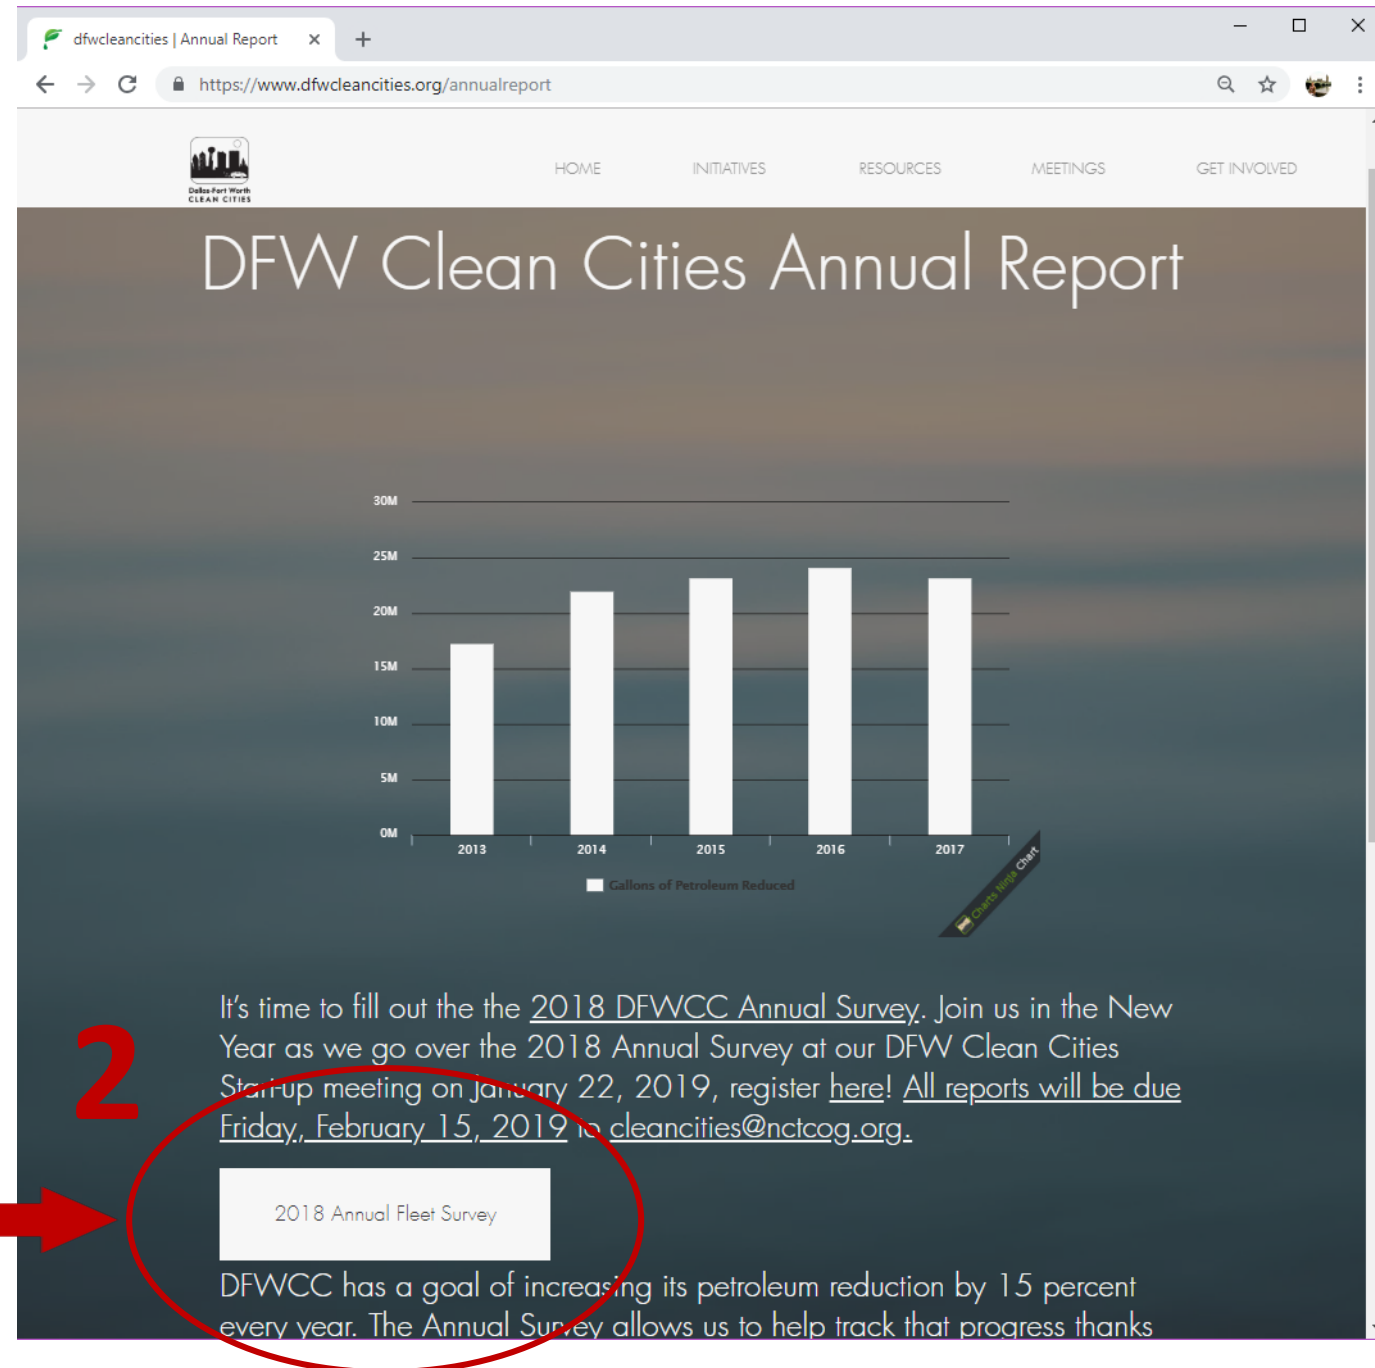 dfwcleancities | Annual Report
https://www.dfwcleancities.org/annualreport
Dallas-Fort Worth
CLEAN CITIES
HOME INITIATIVES RESOURCES MEETINGS GET INVOLVED
DFW Clean Cities Annual Report
30M
25M
20M
15M
10M
5M
0M
2013 2014 2015 2016 2017
Gallons of Petroleum Reduced
Charts Ninja Chart
It's time to fill out the the 2018 DFWCC Annual Survey. Join us in the New
Year as we go over the 2018 Annual Survey at our DFW Clean Cities
Start-up meeting on January 22, 2019, register here! All reports will be due
Friday, February 15, 2019 to cleancities@nctcog.org.
2
2018 Annual Fleet Survey
DFWCC has a goal of increasing its petroleum reduction by 15 percent
every year. The Annual Survey allows us to help track that progress thanks